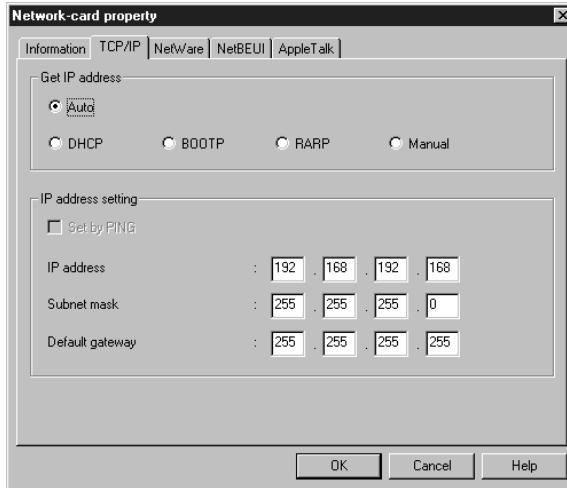 Network-card property
Information TCP/IP NetWare NetBEUI AppleTalk
Get IP address
Auto
DHCP BOOTP RARP Manual
IP address setting
Set by PING
IP address : 192 . 168 . 192 . 168
Subnet mask : 255 . 255 . 255 . 0
Default gateway : 255 . 255 . 255 . 255
OK Cancel Help